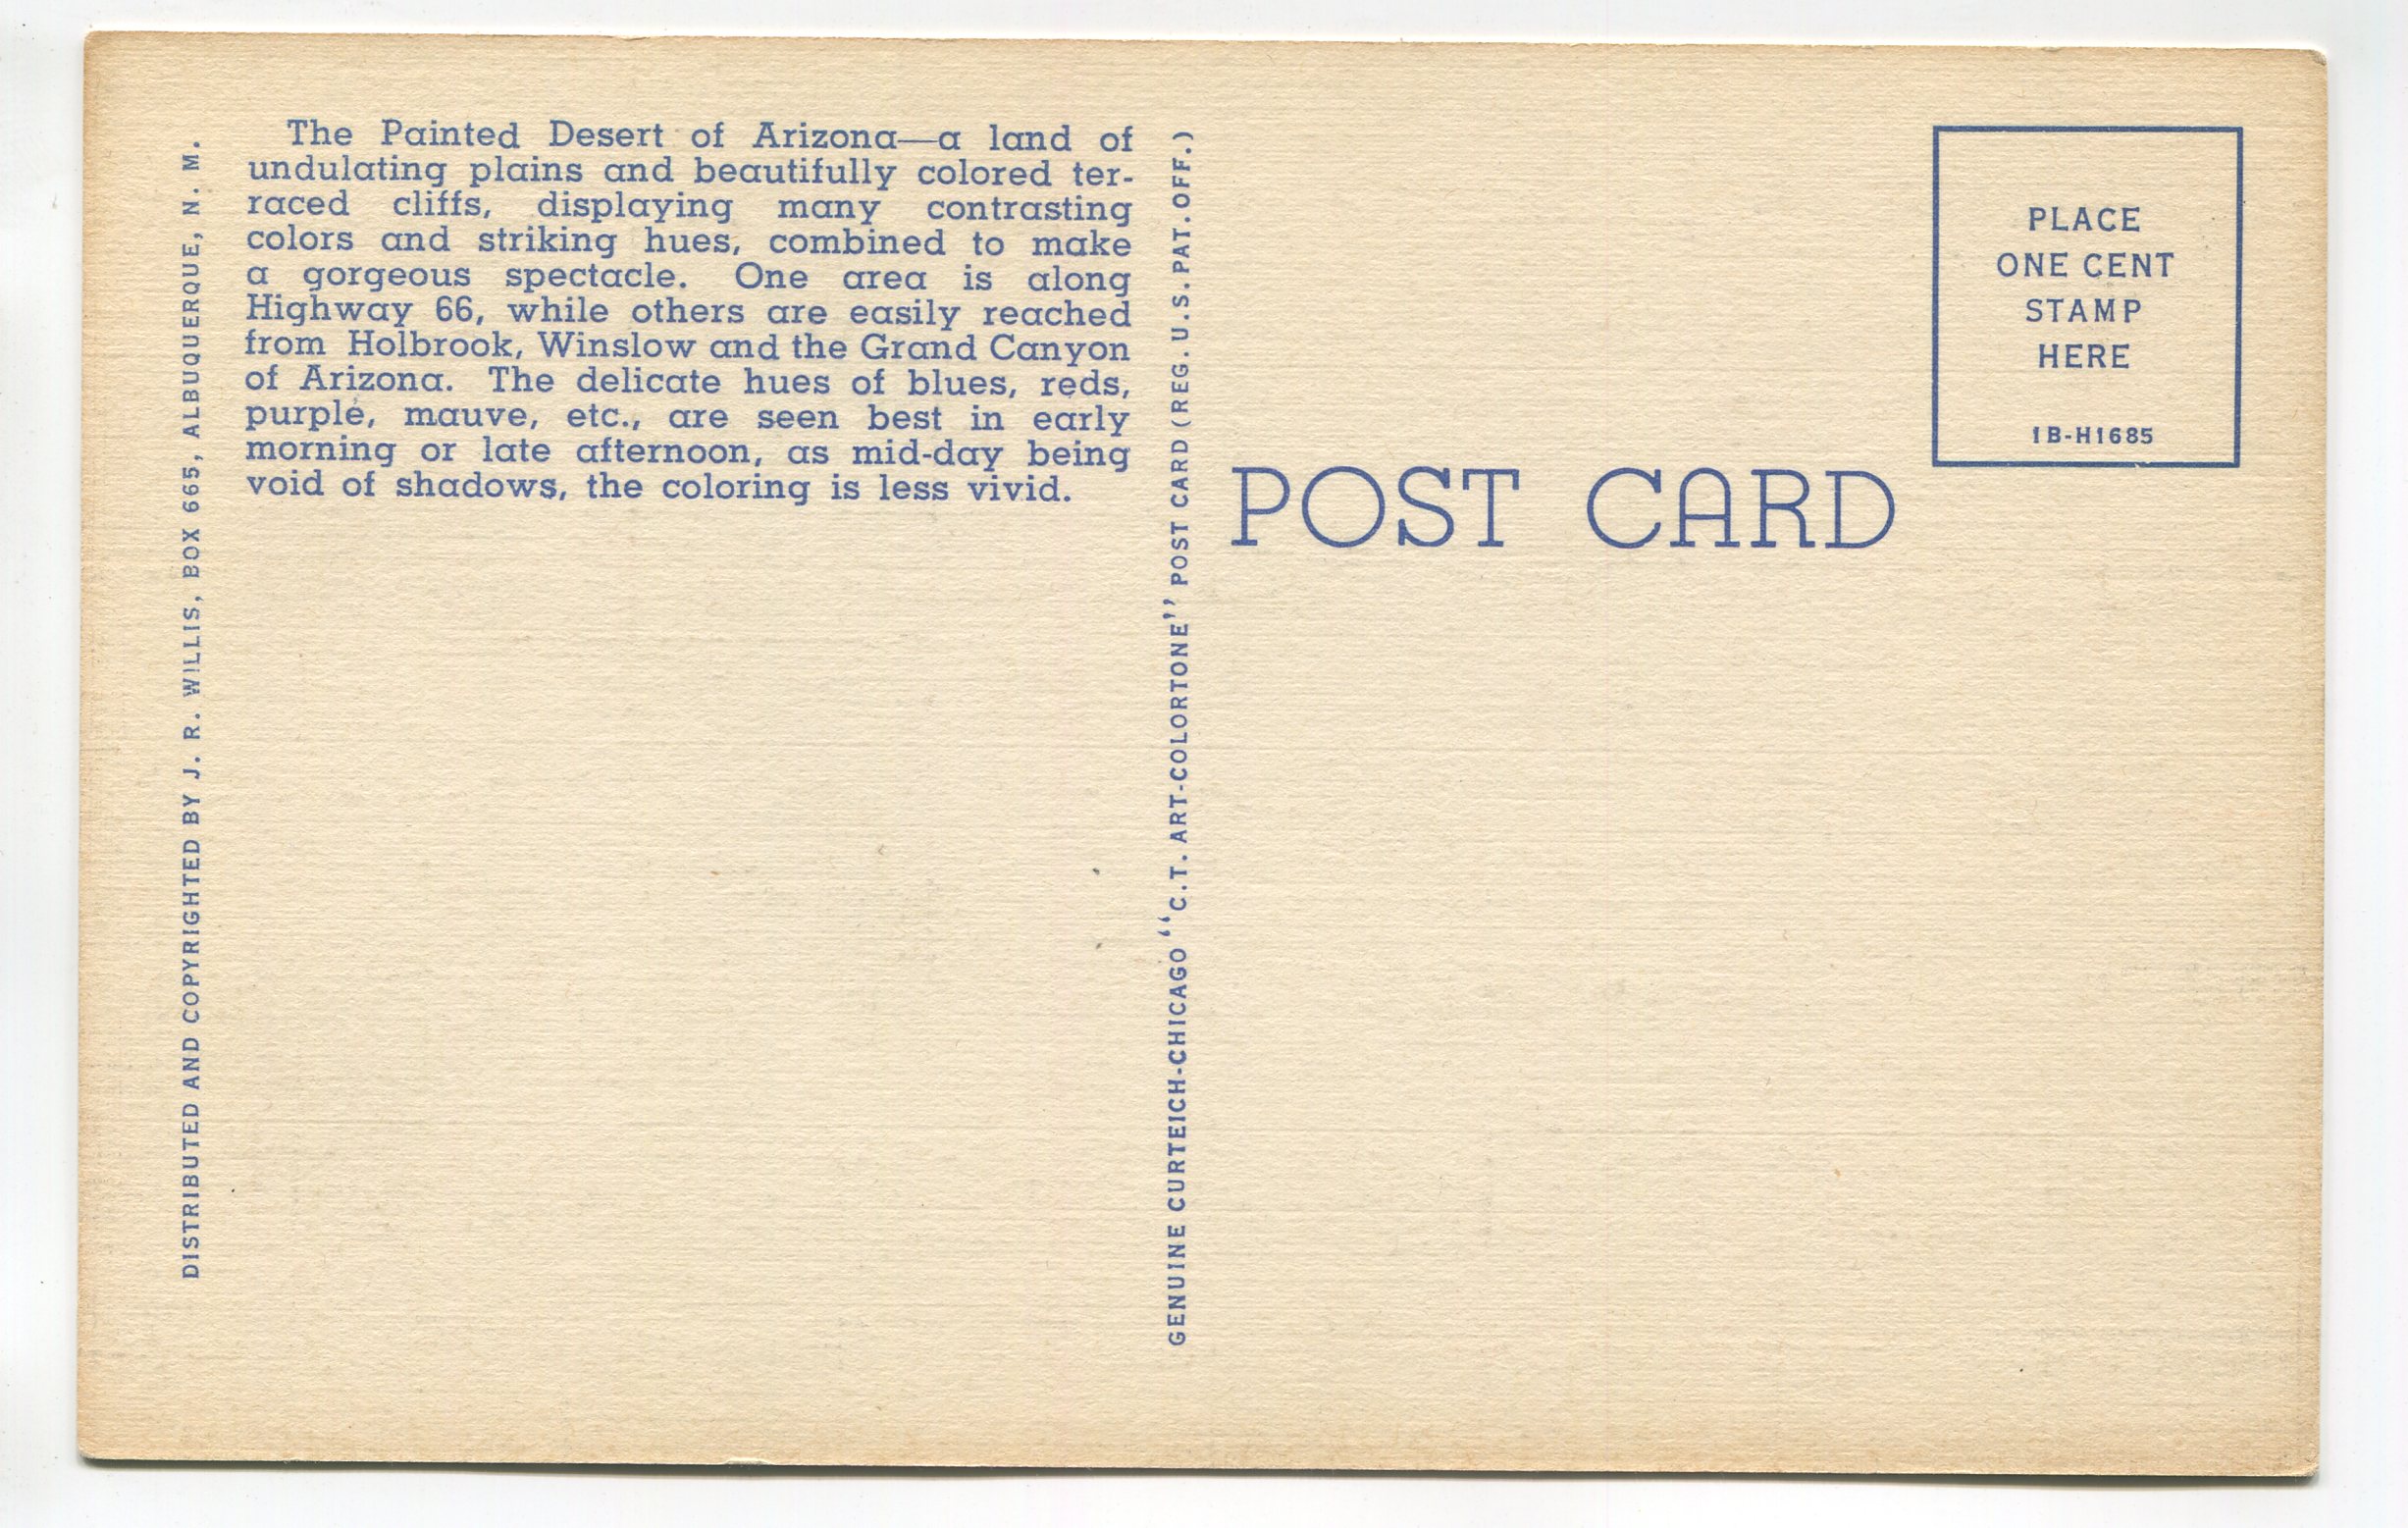 DISTRIBUTED AND COPYRIGHTED BY J. R. WILLIS, BOX 665, ALBUQUERQUE, N. M.
The Painted Desert of Arizona—a land of
undulating plains and beautifully colored ter-
raced cliffs, displaying many contrasting
colors and striking hues, combined to make
a gorgeous spectacle. One area is along
Highway 66, while others are easily reached
from Holbrook, Winslow and the Grand Canyon
of Arizona. The delicate hues of blues, reds,
purple, mauve, etc., are seen best in early
morning or late afternoon, as mid-day being
void of shadows, the coloring is less vivid.
GENUINE CURTEICH-CHICAGO "C.T. ART-COLORTONE" POST CARD (REG. U.S. PAT. OFF.)
POST CARD
PLACE
ONE CENT
STAMP
HERE
1B-H1685